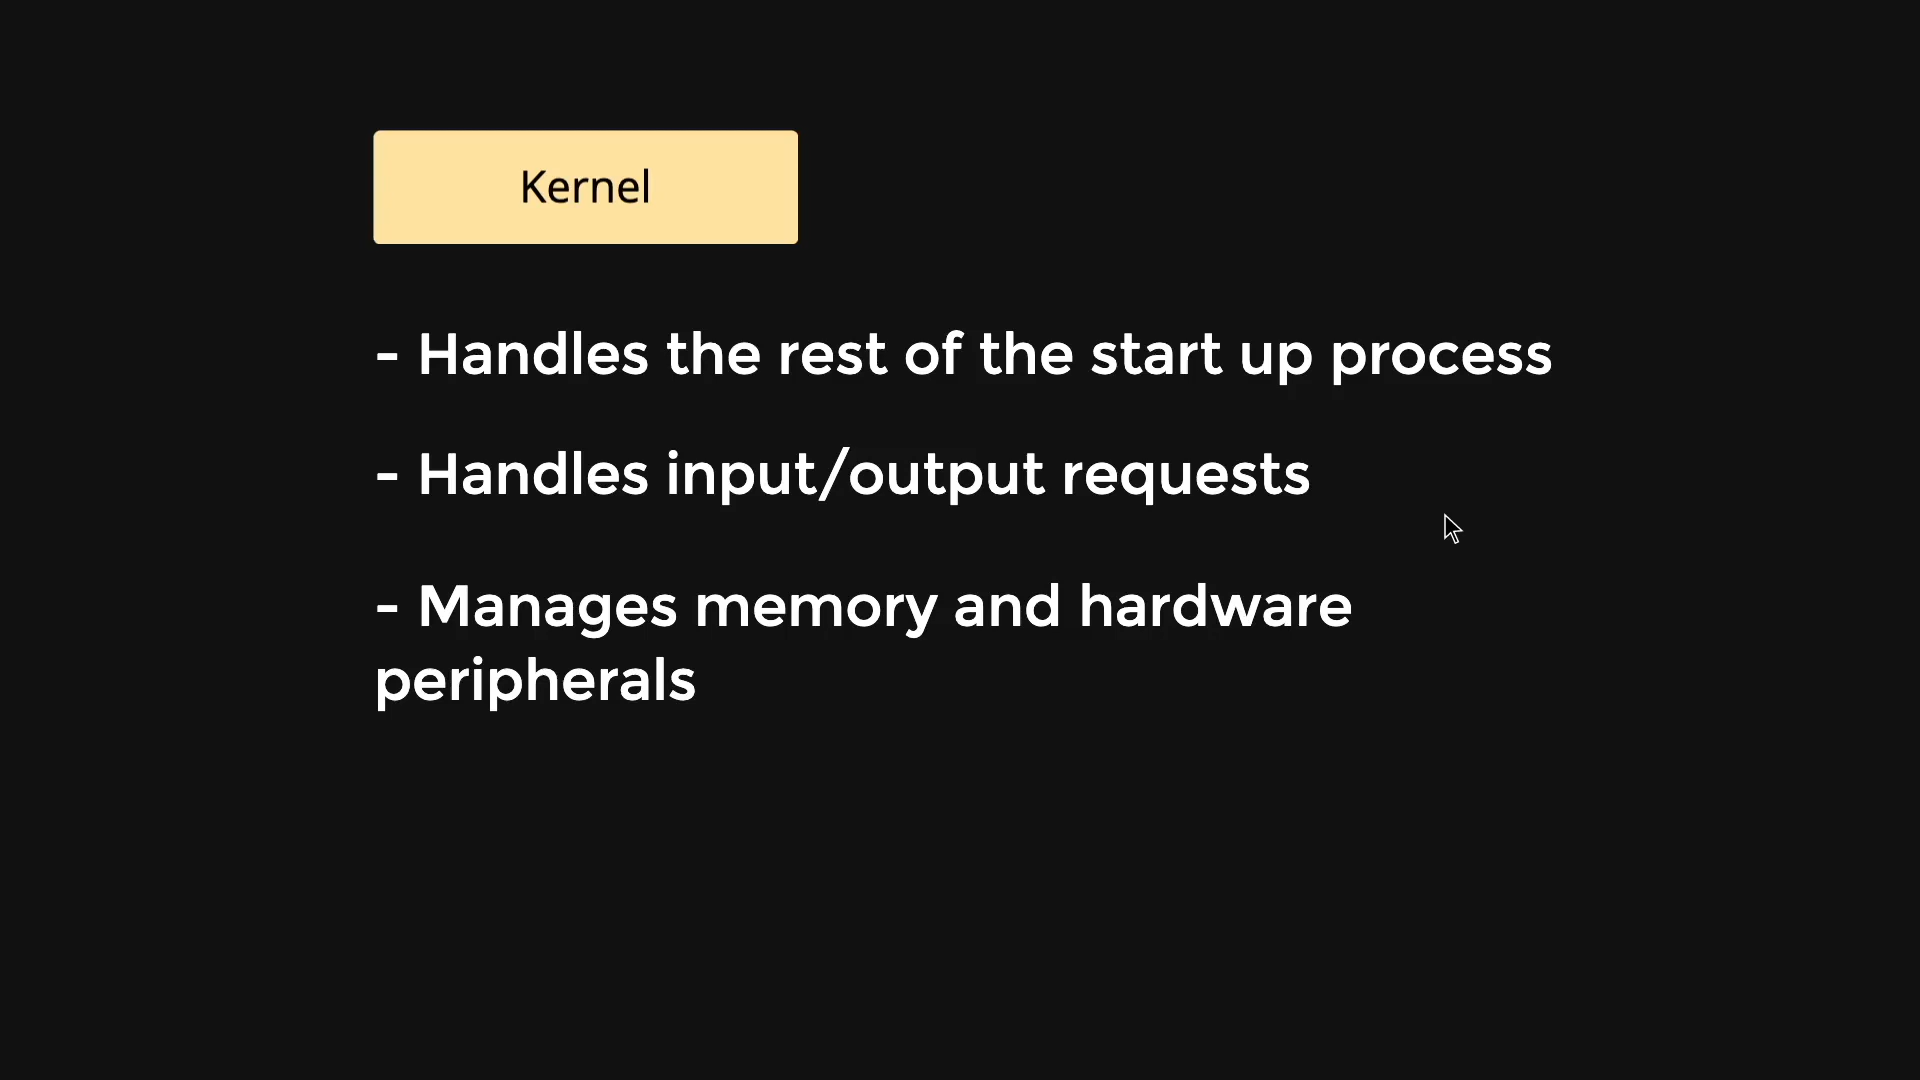 Kernel
- Handles the rest of the start up process
- Handles input/output requests
- Manages memory and hardware
peripherals